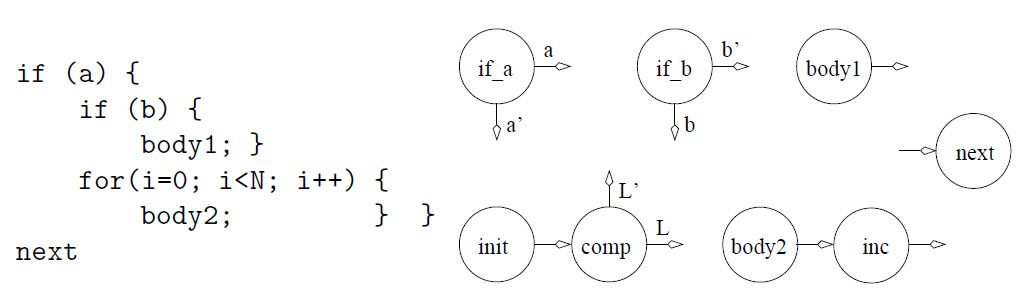 if (a) {
if (b) {
body1; }
for(i=0; i<N; i++) {
body2; } }
next
if_a
a
a’
if_b
b’
b
body1
next
init
comp
L’
L
body2
inc